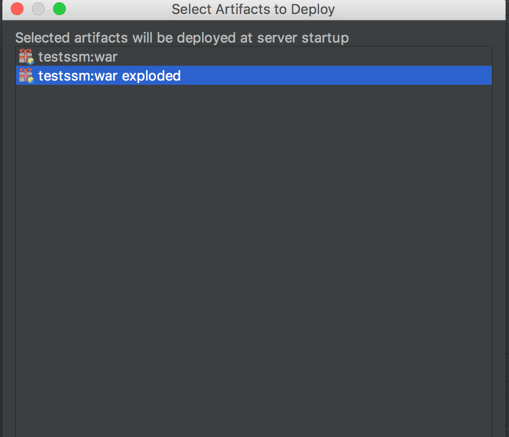 Select Artifacts to Deploy
Selected artifacts will be deployed at server startup
testssm:war
testssm:war exploded